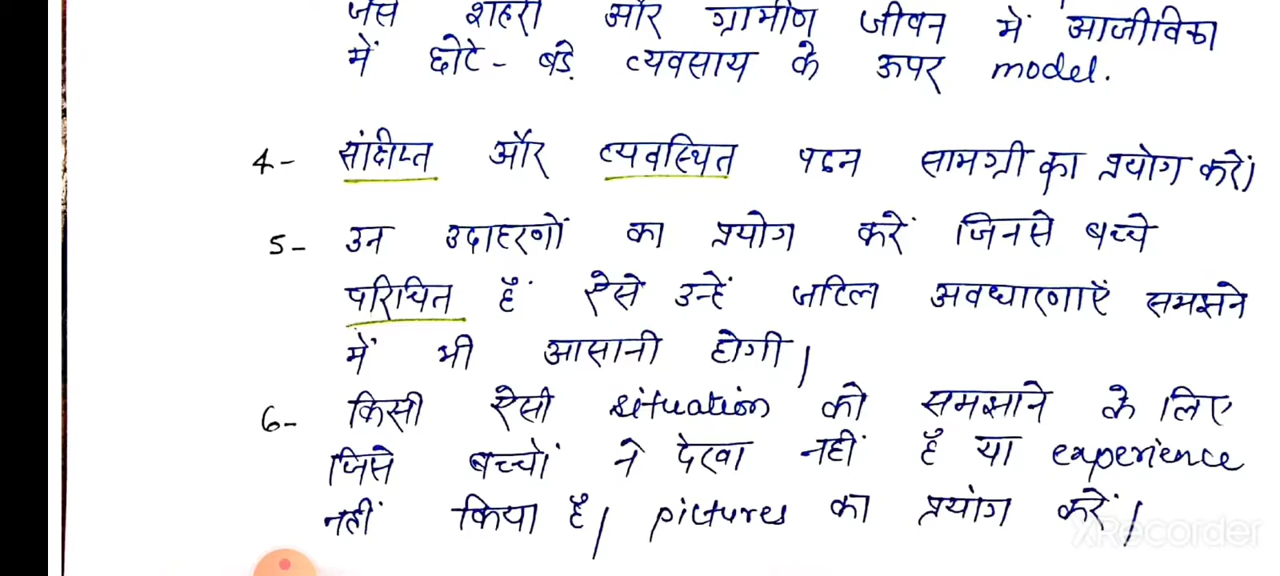 जैसे शहरी और ग्रामीण जीवन में आजीविका
में छोटे - बड़े व्यवसाय के ऊपर model.
4- संक्षिप्त और व्यवस्थित पठन सामग्री का प्रयोग करें।
5- उन उदाहरणों का प्रयोग करें जिनसे बच्चे
परिचित हैं ऐसे उन्हें जटिल अवधारणाएँ समझने
में भी आसानी होगी।
6- किसी ऐसी situation को समझाने के लिए
जिसे बच्चों ने देखा नहीं है या experience
नहीं किया है। pictures का प्रयोग करें।
XRecorder